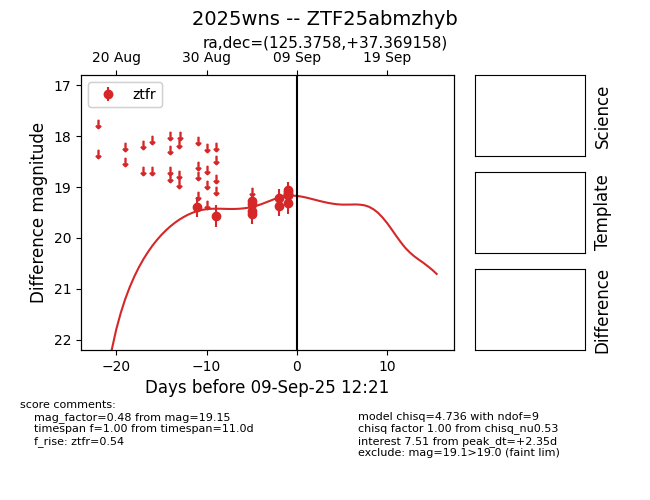 2025wns -- ZTF25abmzhyb
ra,dec=(125.3758,+37.369158)
20 Aug 30 Aug 09 Sep 19 Sep
ztfr
17
18
19
20
21
22
Difference magnitude
−20 −10 0 10
Days before 09-Sep-25 12:21
Science
Template
Difference
score comments:
mag_factor=0.48 from mag=19.15
timespan f=1.00 from timespan=11.0d
f_rise: ztfr=0.54
model chisq=4.736 with ndof=9
chisq factor 1.00 from chisq_nu0.53
interest 7.51 from peak_dt=+2.35d
exclude: mag=19.1>19.0 (faint lim)